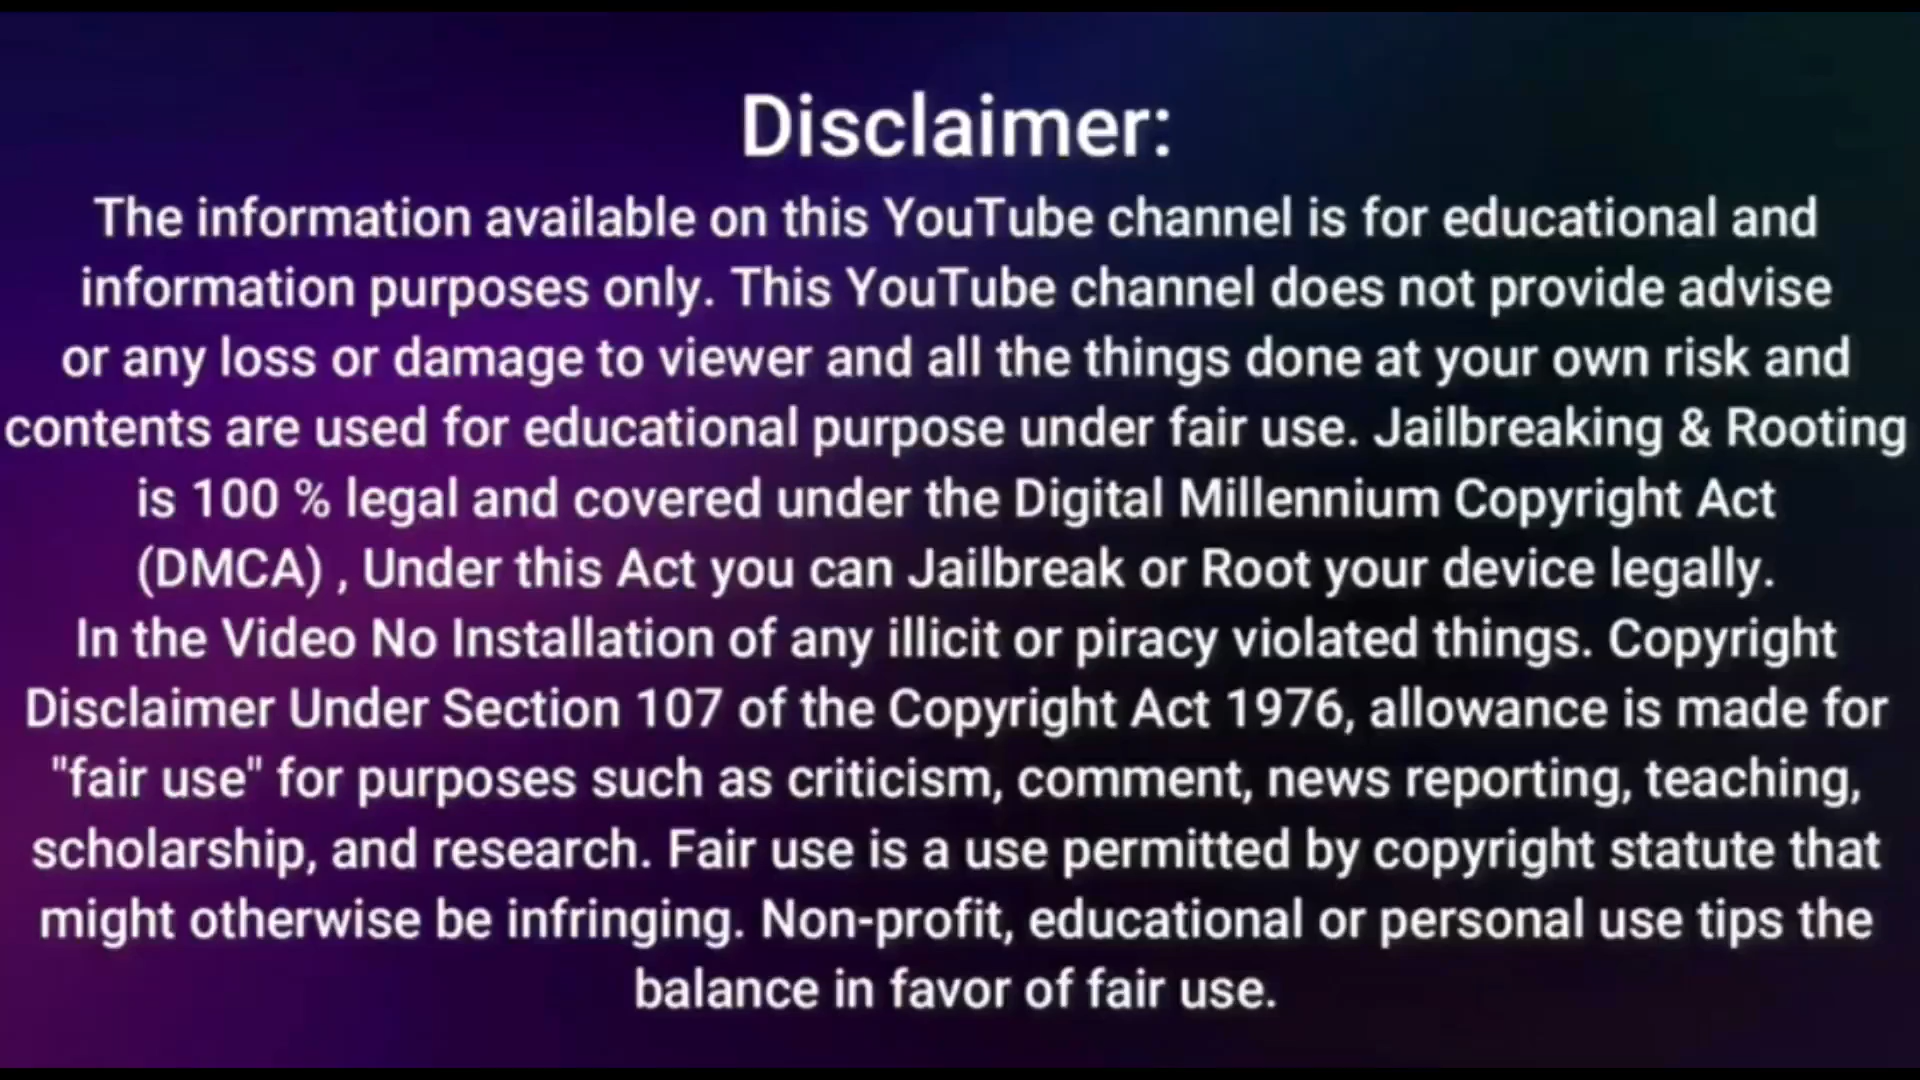 Disclaimer:
The information available on this YouTube channel is for educational and
information purposes only. This YouTube channel does not provide advise
or any loss or damage to viewer and all the things done at your own risk and
contents are used for educational purpose under fair use. Jailbreaking & Rooting
is 100 % legal and covered under the Digital Millennium Copyright Act
(DMCA) , Under this Act you can Jailbreak or Root your device legally.
In the Video No Installation of any illicit or piracy violated things. Copyright
Disclaimer Under Section 107 of the Copyright Act 1976, allowance is made for
"fair use" for purposes such as criticism, comment, news reporting, teaching,
scholarship, and research. Fair use is a use permitted by copyright statute that
might otherwise be infringing. Non-profit, educational or personal use tips the
balance in favor of fair use.